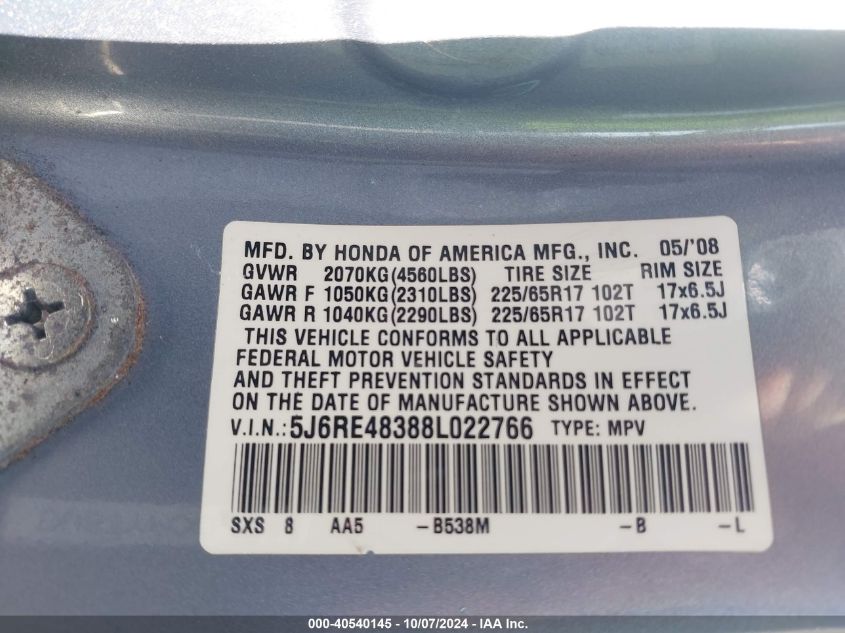 MFD. BY HONDA OF AMERICA MFG., INC. 05/'08
GVWR 2070KG(4560LBS) TIRE SIZE RIM SIZE
GAWR F 1050KG(2310LBS) 225/65R17 102T 17x6.5J
GAWR R 1040KG(2290LBS) 225/65R17 102T 17x6.5J
THIS VEHICLE CONFORMS TO ALL APPLICABLE
FEDERAL MOTOR VEHICLE SAFETY
AND THEFT PREVENTION STANDARDS IN EFFECT
ON THE DATE OF MANUFACTURE SHOWN ABOVE.
V.I.N.: 5J6RE48388L022766 TYPE: MPV
SXS 8 AA5 -B538M -B -L
000-40540145 - 10/07/2024 - IAA Inc.